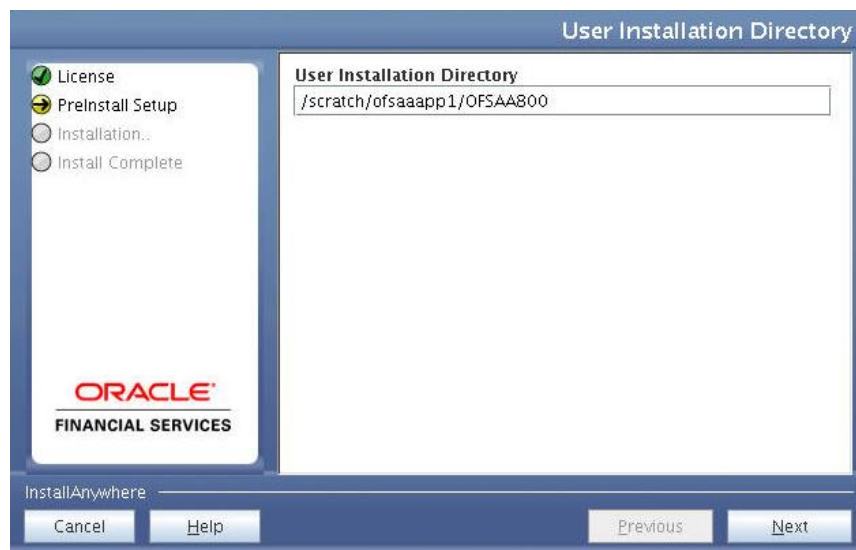 User Installation Directory
License
PreInstall Setup
Installation..
Install Complete
ORACLE
FINANCIAL SERVICES
User Installation Directory
/scratch/ofsaaapp1/OFSAA800
InstallAnywhere
Cancel
Help
Previous
Next